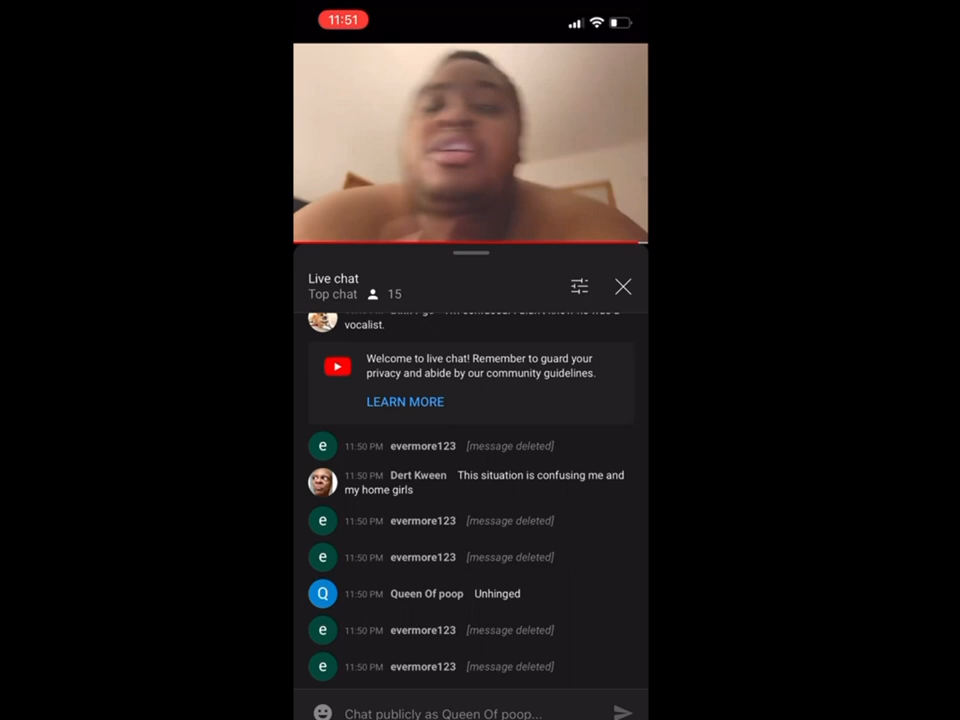 11:51
Live chat
Top chat 15
vocalist.
Welcome to live chat! Remember to guard your
privacy and abide by our community guidelines.
LEARN MORE
e 11:50 PM evermore123 [message deleted]
11:50 PM Dert Kween This situation is confusing me and
my home girls
e 11:50 PM evermore123 [message deleted]
e 11:50 PM evermore123 [message deleted]
Q 11:50 PM Queen Of poop Unhinged
e 11:50 PM evermore123 [message deleted]
e 11:50 PM evermore123 [message deleted]
Chat publicly as Queen Of poop...